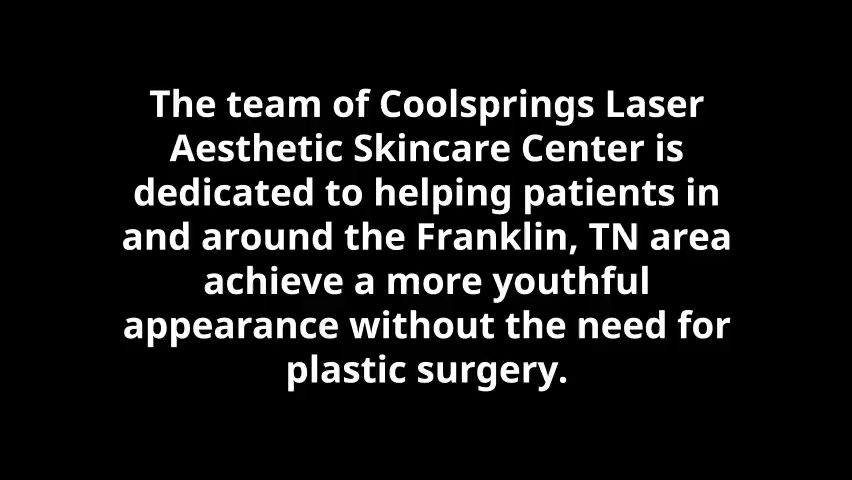 The team of Coolsprings Laser
Aesthetic Skincare Center is
dedicated to helping patients in
and around the Franklin, TN area
achieve a more youthful
appearance without the need for
plastic surgery.